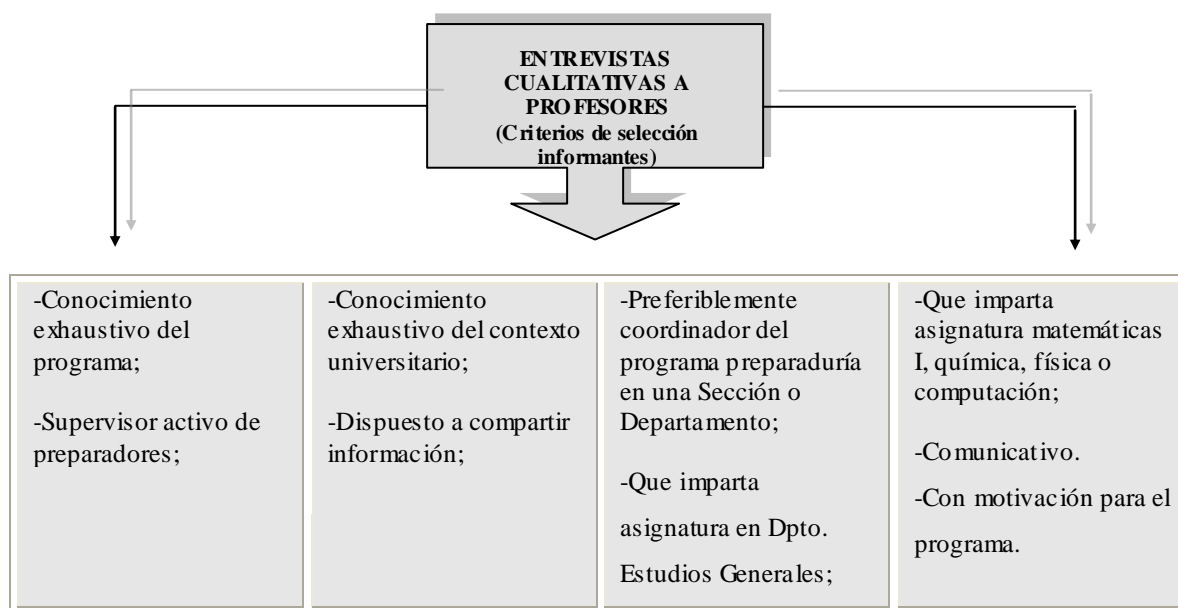 ENTREVISTAS
CUALITATIVAS A
PROFESORES
(Criterios de selección
informantes)
-Conocimiento
exhaustivo del
programa;
-Supervisor activo de
preparadores;
-Conocimiento
exhaustivo del contexto
universitario;
-Dispuesto a compartir
información;
-Preferiblemente
coordinador del
programa preparaduría
en una Sección o
Departamento;
-Que imparta
asignatura en Dpto.
Estudios Generales;
-Que imparta
asignatura matemáticas
I, química, física o
computación;
-Comunicativo.
-Con motivación para el
programa.